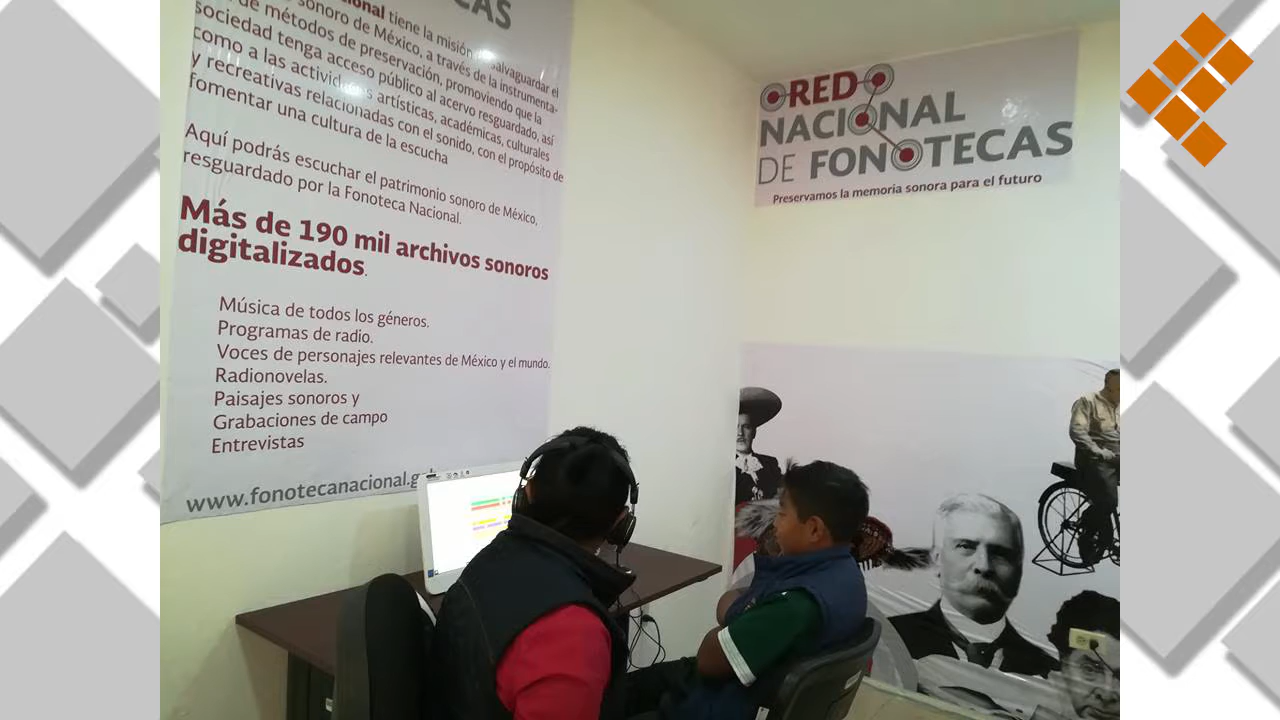 CAS
onal tiene la misión
sonoro de México, a través de la instrumenta-
de métodos de preservación, promoviendo que la
sociedad tenga acceso público al acervo resguardado, así
como a las actividades artísticas, académicas, culturales
y recreativas relacionadas con el sonido, con el propósito de
fomentar una cultura de la escucha
Aquí podrás escuchar el patrimonio sonoro de México,
resguardado por la Fonoteca Nacional.
Más de 190 mil archivos sonoros
digitalizados.
Música de todos los géneros.
Programas de radio.
Voces de personajes relevantes de México y el mundo.
Radionovelas.
Paisajes sonoros y
Grabaciones de campo
Entrevistas
www.fonotecanacional.g
RED
NACIONAL
DE FONOTECAS
Preservamos la memoria sonora para el futuro